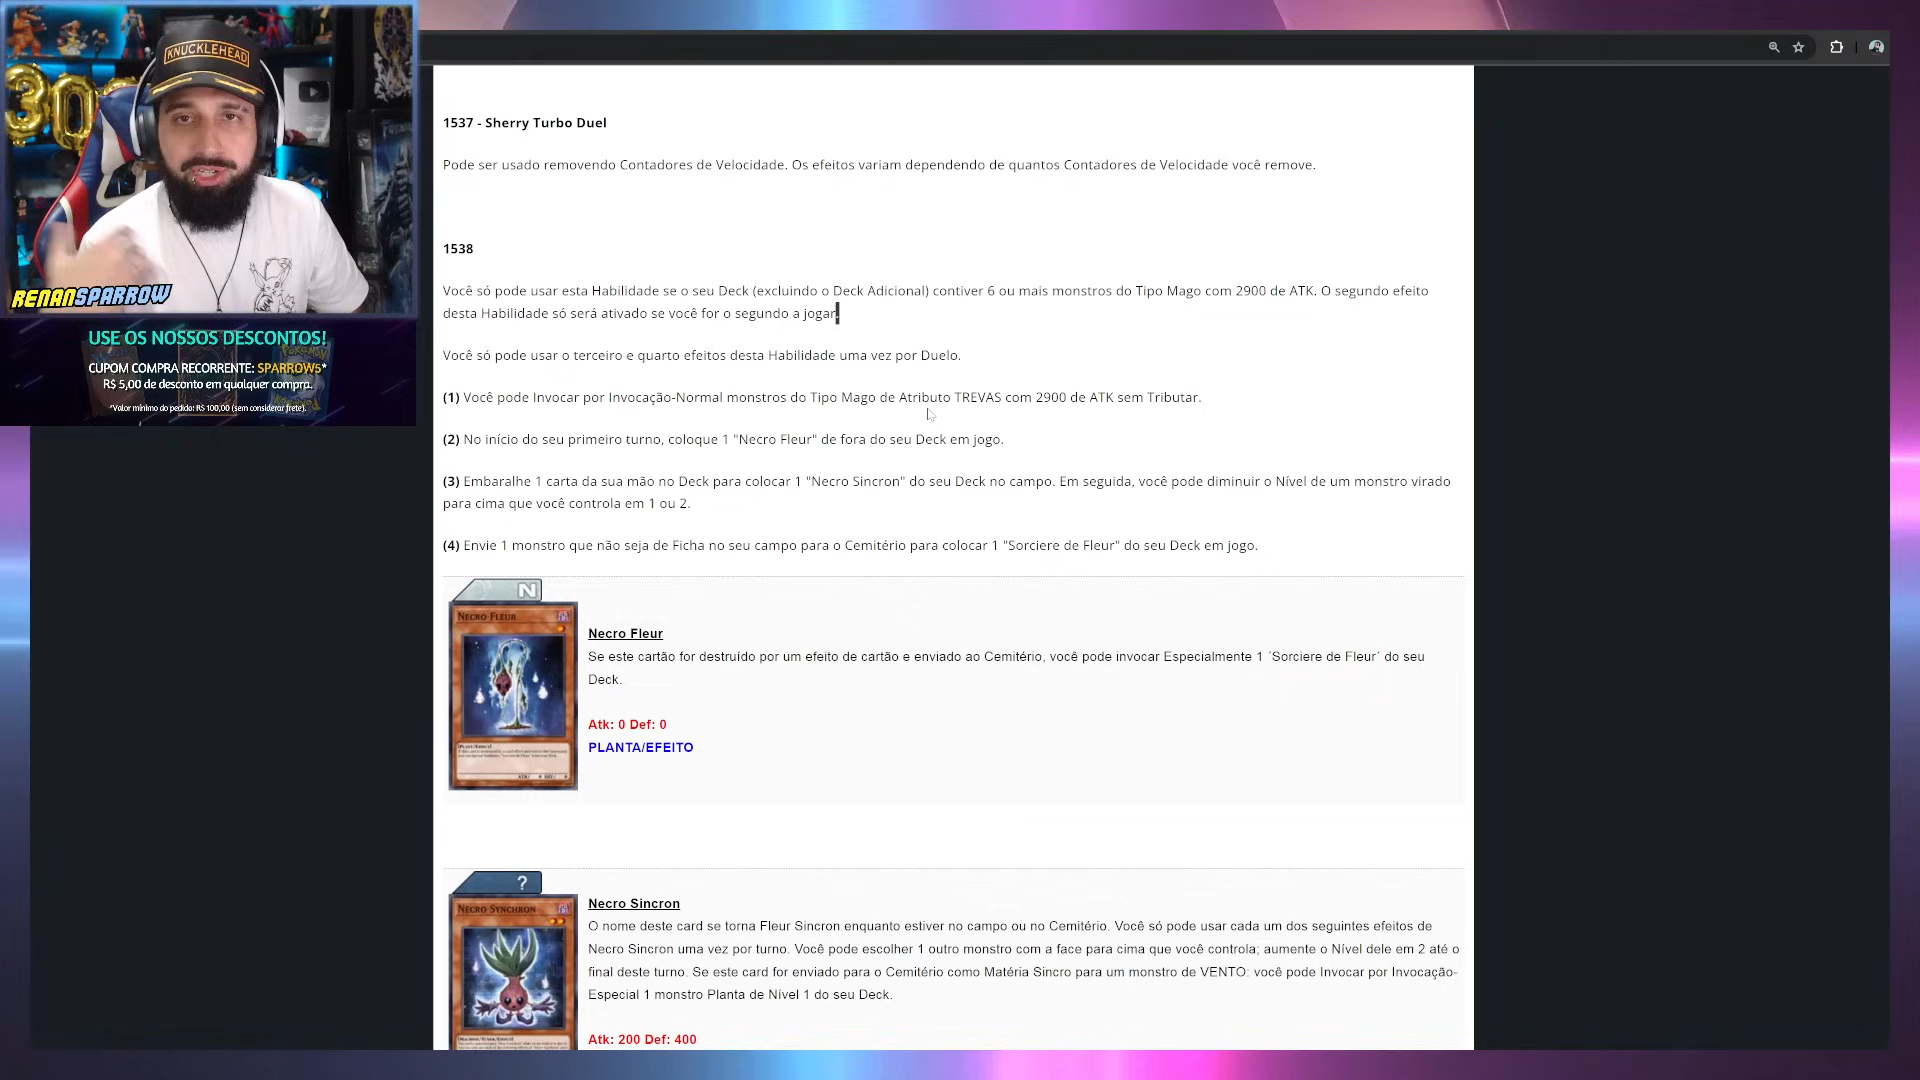 KNUCKLEHEAD
30
RENANSPARROW
USE OS NOSSOS DESCONTOS!
CUPOM COMPRA RECORRENTE: SPARROW5*
R$ 5,00 de desconto em qualquer compra.
*Valor mínimo do pedido: R$ 100,00 (sem considerar frete).
1537 - Sherry Turbo Duel
Pode ser usado removendo Contadores de Velocidade. Os efeitos variam dependendo de quantos Contadores de Velocidade você remove.
1538
Você só pode usar esta Habilidade se o seu Deck (excluindo o Deck Adicional) contiver 6 ou mais monstros do Tipo Mago com 2900 de ATK. O segundo efeito
desta Habilidade só será ativado se você for o segundo a jogar.
Você só pode usar o terceiro e quarto efeitos desta Habilidade uma vez por Duelo.
(1) Você pode Invocar por Invocação-Normal monstros do Tipo Mago de Atributo TREVAS com 2900 de ATK sem Tributar.
(2) No início do seu primeiro turno, coloque 1 "Necro Fleur" de fora do seu Deck em jogo.
(3) Embaralhe 1 carta da sua mão no Deck para colocar 1 "Necro Sincron" do seu Deck no campo. Em seguida, você pode diminuir o Nível de um monstro virado
para cima que você controla em 1 ou 2.
(4) Envie 1 monstro que não seja de Ficha no seu campo para o Cemitério para colocar 1 "Sorciere de Fleur" do seu Deck em jogo.
N
NECRO FLEUR
Necro Fleur
Se este cartão for destruído por um efeito de cartão e enviado ao Cemitério, você pode invocar Especialmente 1 ´Sorciere de Fleur´ do seu
Deck.
Atk: 0 Def: 0
PLANTA/EFEITO
?
NECRO SYNCHRON
Necro Sincron
O nome deste card se torna Fleur Sincron enquanto estiver no campo ou no Cemitério. Você só pode usar cada um dos seguintes efeitos de
Necro Sincron uma vez por turno. Você pode escolher 1 outro monstro com a face para cima que você controla; aumente o Nível dele em 2 até o
final deste turno. Se este card for enviado para o Cemitério como Matéria Sincro para um monstro de VENTO: você pode Invocar por Invocação-
Especial 1 monstro Planta de Nível 1 do seu Deck.
Atk: 200 Def: 400